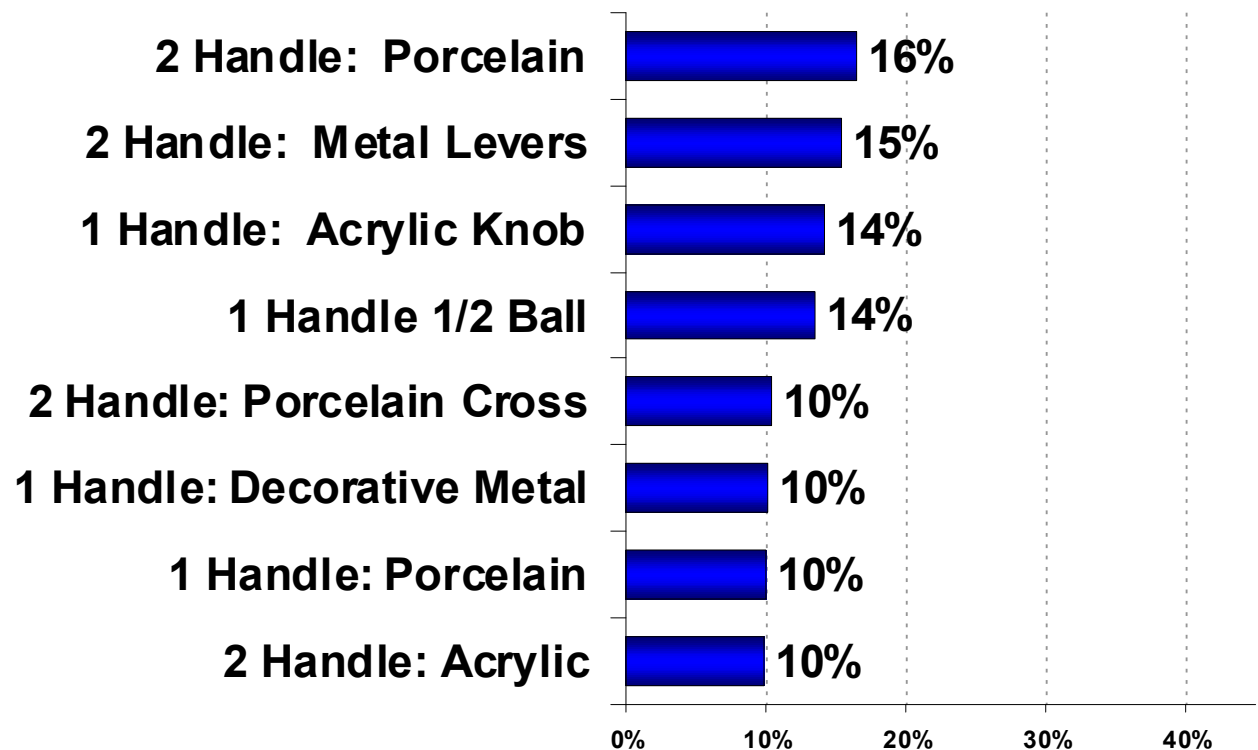 2 Handle: Porcelain 16%
2 Handle: Metal Levers 15%
1 Handle: Acrylic Knob 14%
1 Handle 1/2 Ball 14%
2 Handle: Porcelain Cross 10%
1 Handle: Decorative Metal 10%
1 Handle: Porcelain 10%
2 Handle: Acrylic 10%
0% 10% 20% 30% 40%